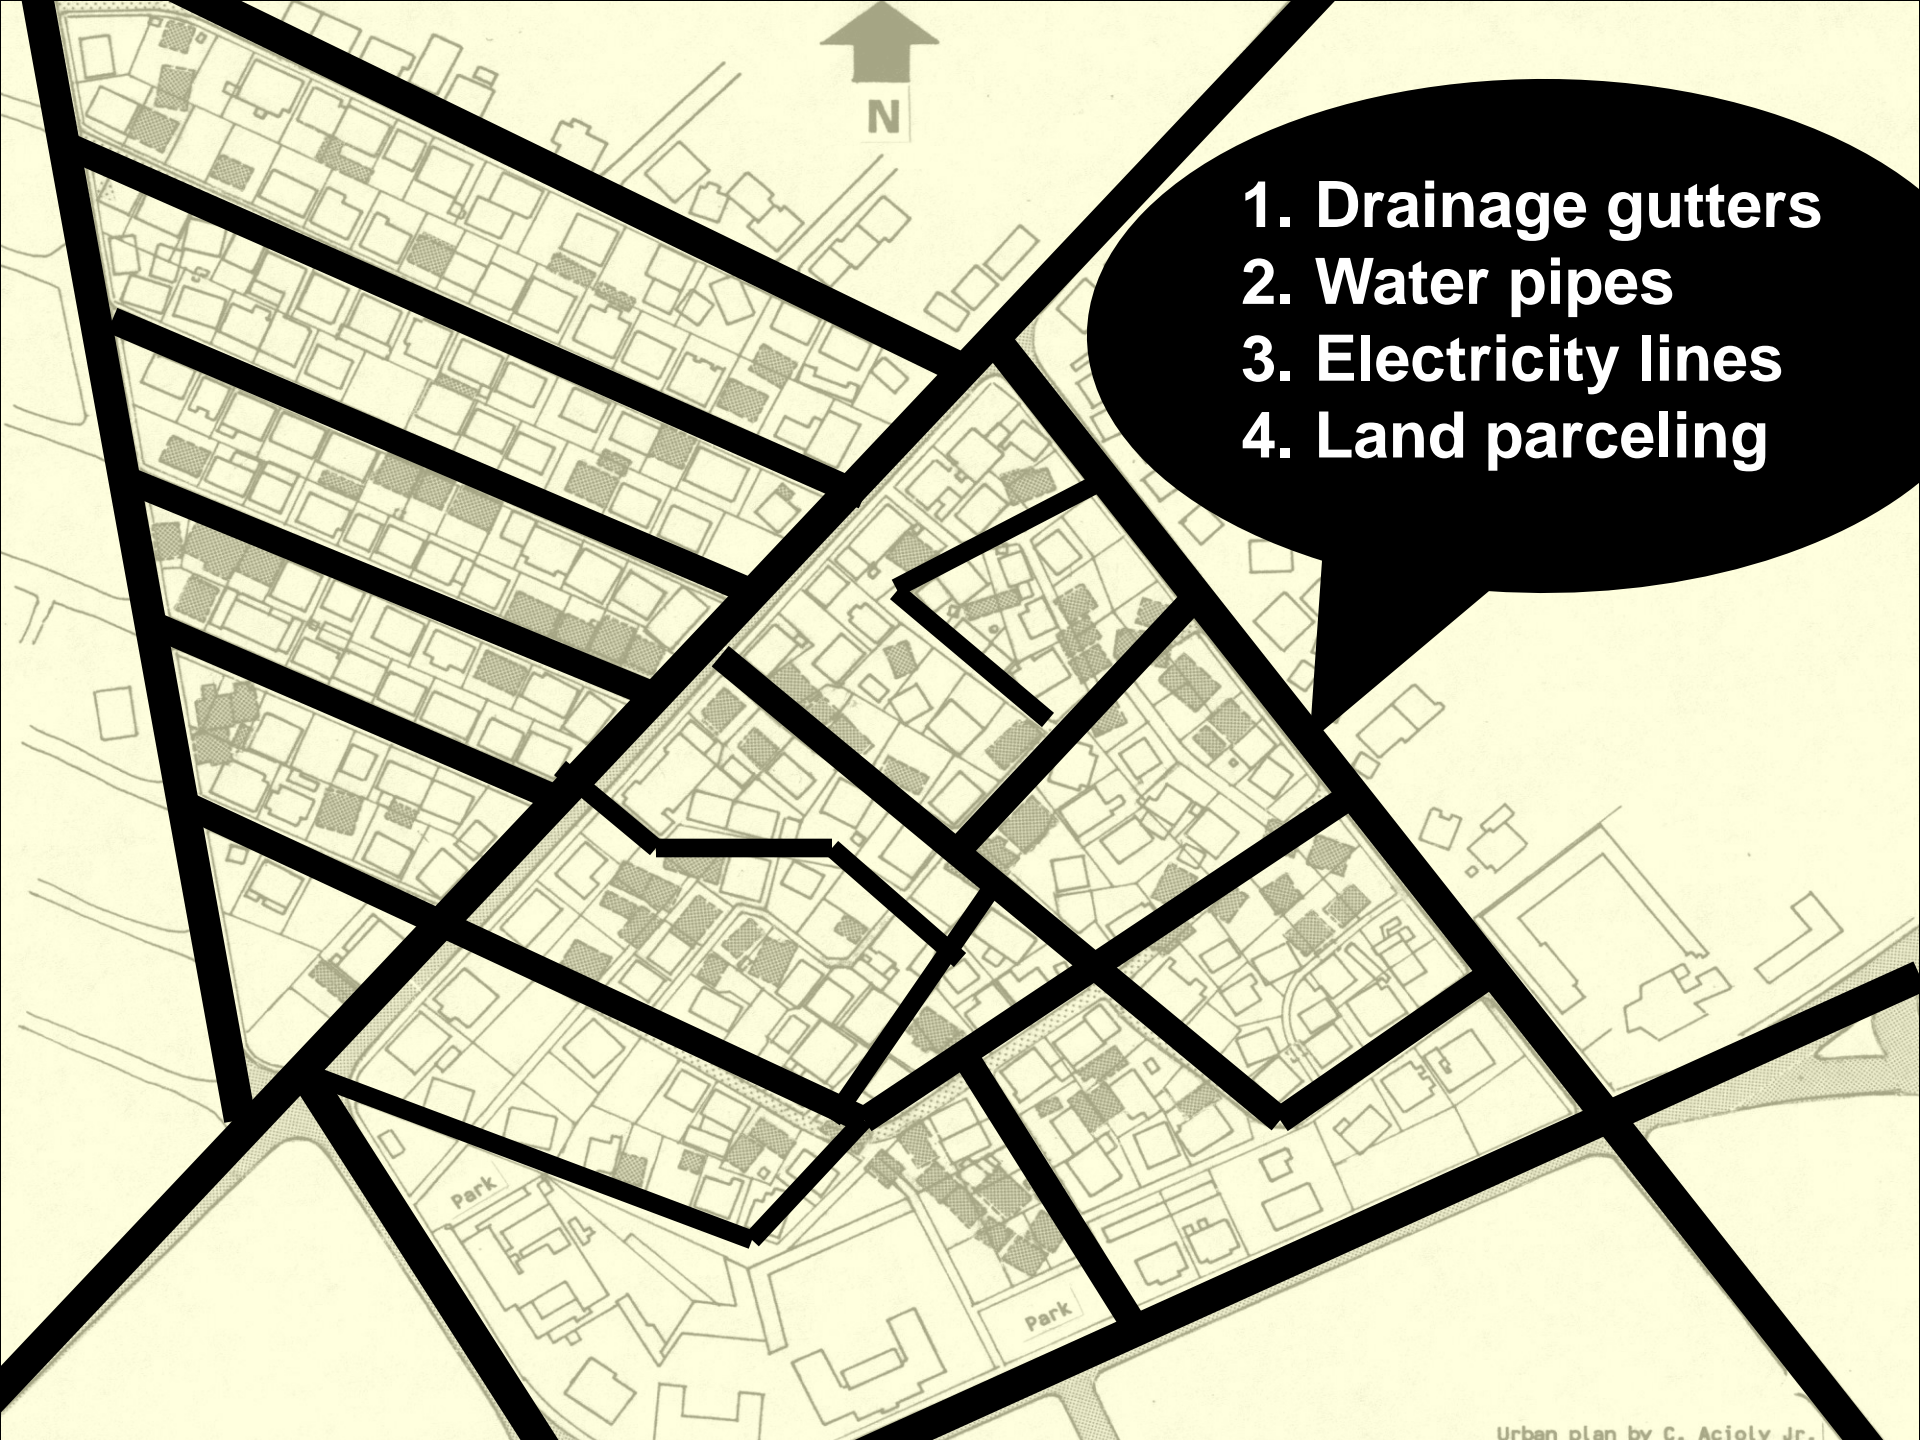 N
1. Drainage gutters
2. Water pipes
3. Electricity lines
4. Land parceling
Park
Park
Urban plan by C. Acioly Jr.